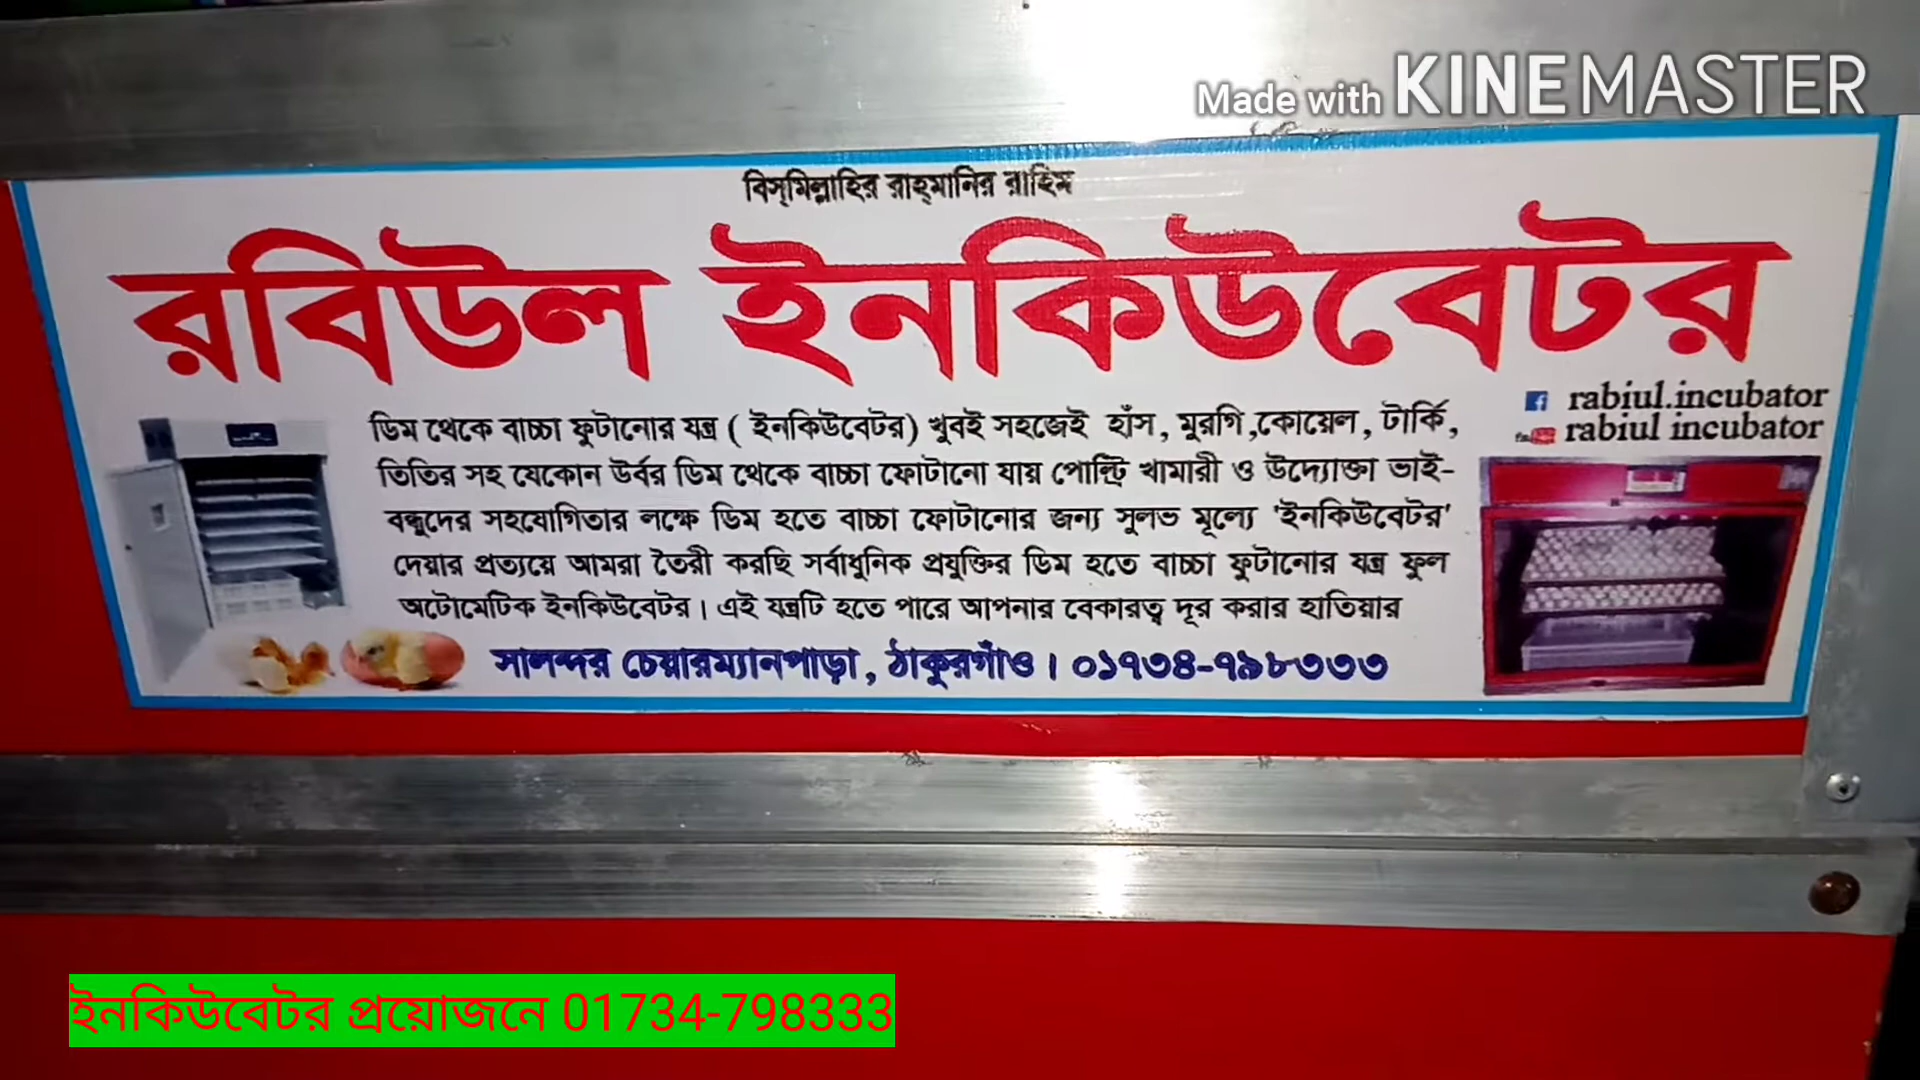 Made with KINEMASTER
বিস্‌মিল্লাহির রাহ্‌মানির রাহিম
রবিউল ইনকিউবেটর
rabiul.incubator
rabiul incubator
ডিম থেকে বাচ্চা ফুটানোর যন্ত্র ( ইনকিউবেটর) খুবই সহজেই হাঁস, মুরগি,কোয়েল, টার্কি,
তিতির সহ যেকোন উর্বর ডিম থেকে বাচ্চা ফোটানো যায় পোল্ট্রি খামারী ও উদ্যোক্তা ভাই-
বন্ধুদের সহযোগিতার লক্ষে ডিম হতে বাচ্চা ফোটানোর জন্য সুলভ মূল্যে 'ইনকিউবেটর'
দেয়ার প্রত্যয়ে আমরা তৈরী করছি সর্বাধুনিক প্রযুক্তির ডিম হতে বাচ্চা ফুটানোর যন্ত্র ফুল
অটোমেটিক ইনকিউবেটর। এই যন্ত্রটি হতে পারে আপনার বেকারত্ব দূর করার হাতিয়ার
সালন্দর চেয়ারম্যানপাড়া, ঠাকুরগাঁও। ০১৭৩৪-৭৯৮৩৩৩
ইনকিউবেটর প্রয়োজনে 01734-798333